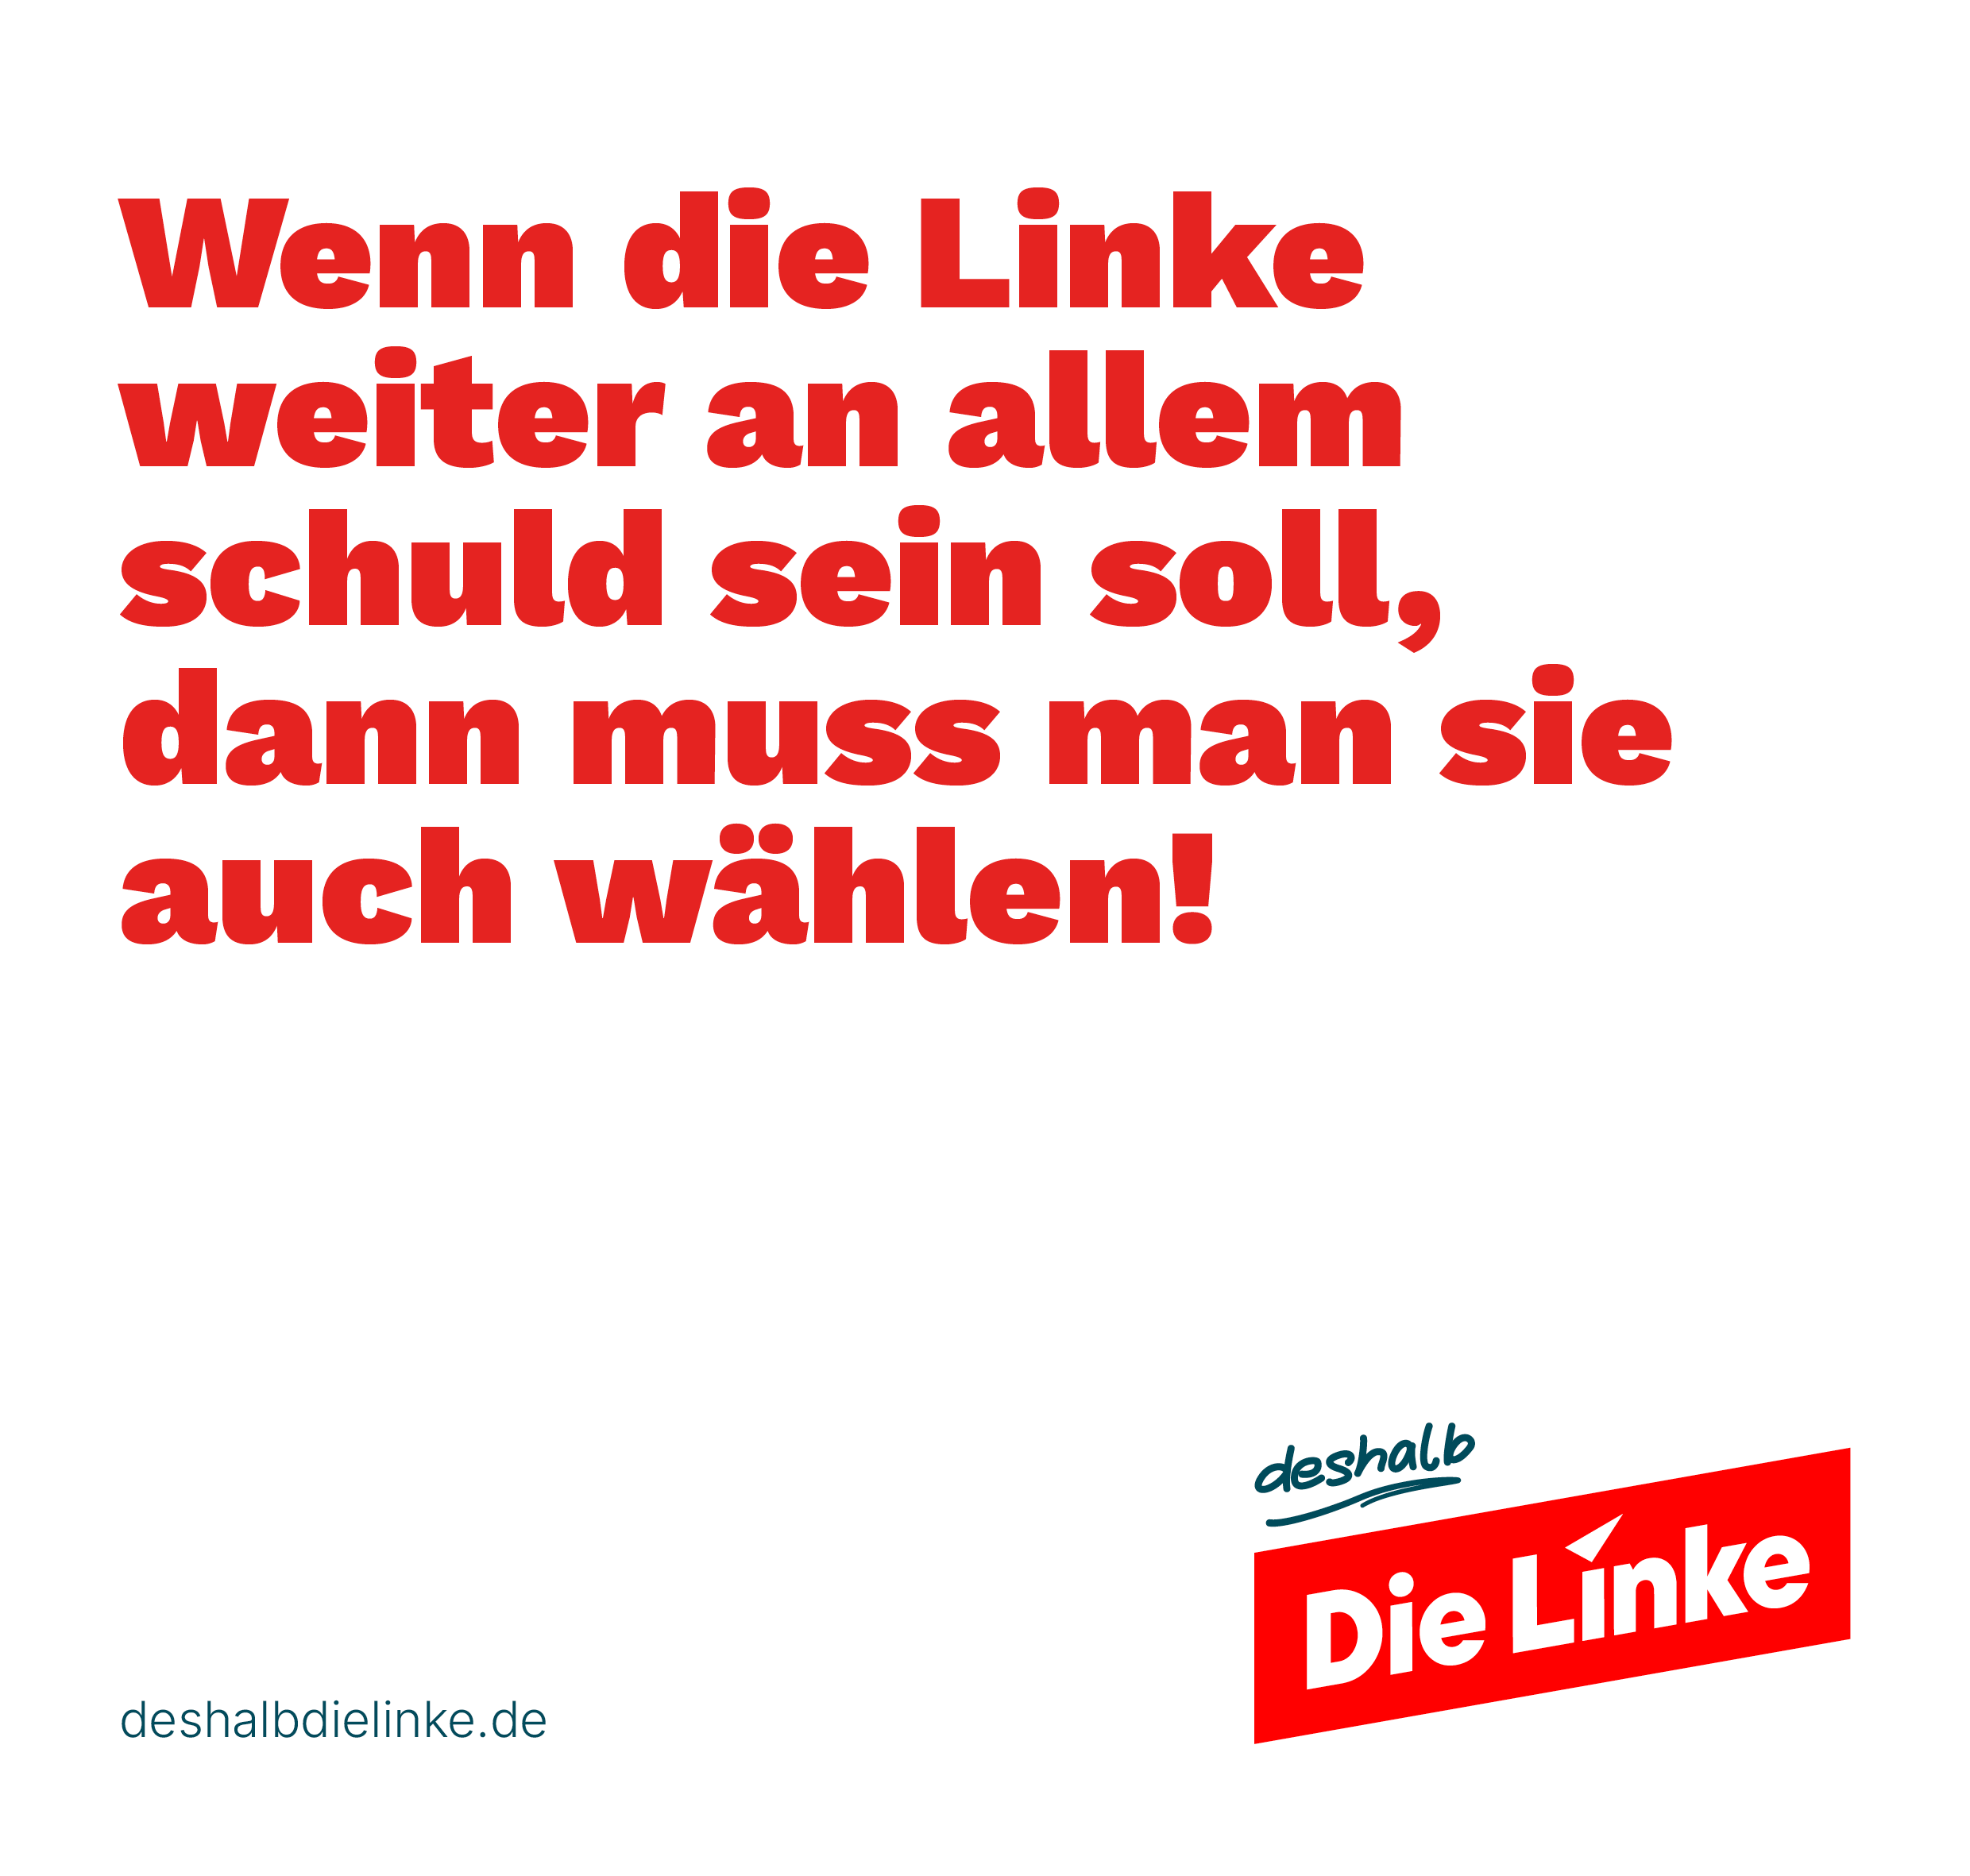 Wenn die Linke
weiter an allem
schuld sein soll,
dann muss man sie
auch wählen!
deshalb
Die Linke
deshalbdielinke.de